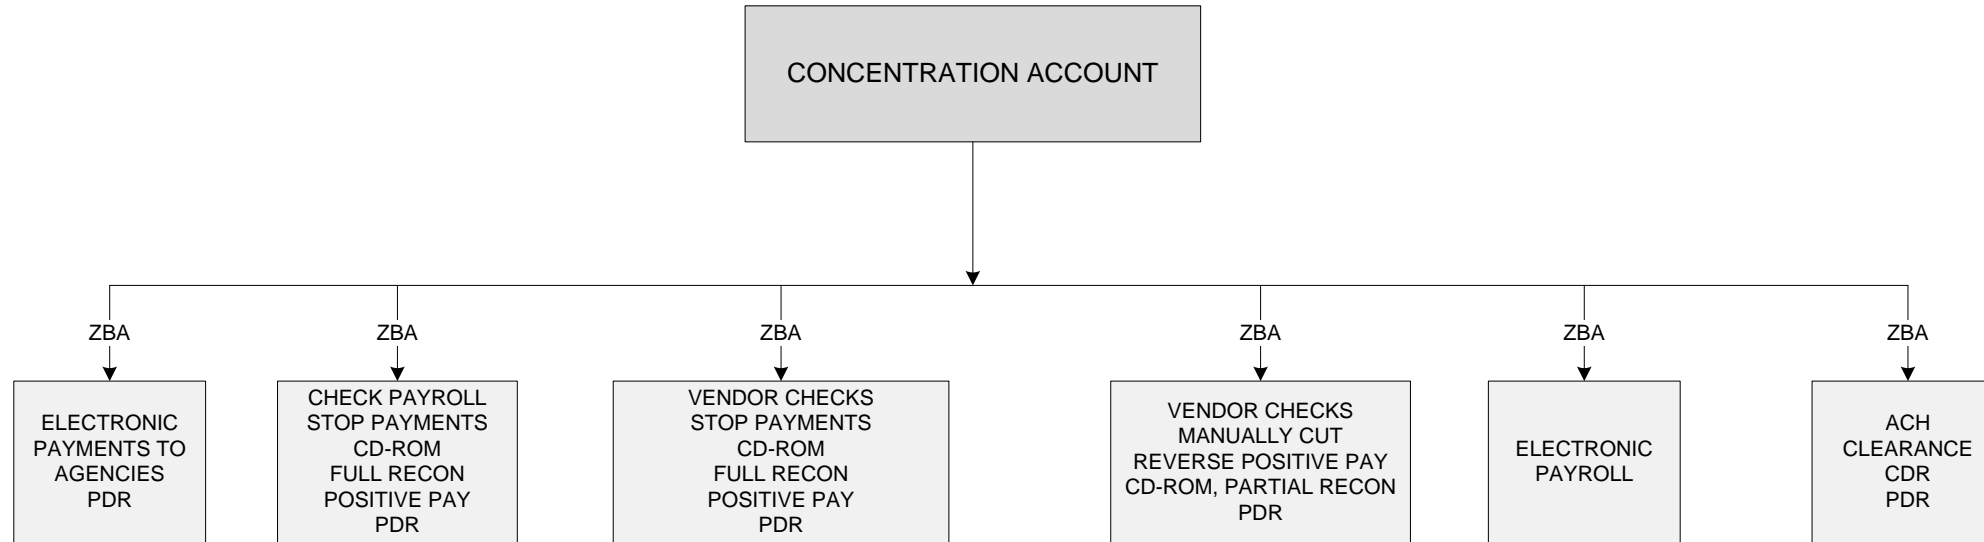 CONCENTRATION ACCOUNT
ZBA
ZBA
ZBA
ZBA
ZBA
ZBA
ELECTRONIC
PAYMENTS TO
AGENCIES
PDR
CHECK PAYROLL
STOP PAYMENTS
CD-ROM
FULL RECON
POSITIVE PAY
PDR
VENDOR CHECKS
STOP PAYMENTS
CD-ROM
FULL RECON
POSITIVE PAY
PDR
VENDOR CHECKS
MANUALLY CUT
REVERSE POSITIVE PAY
CD-ROM, PARTIAL RECON
PDR
ELECTRONIC
PAYROLL
ACH
CLEARANCE
CDR
PDR